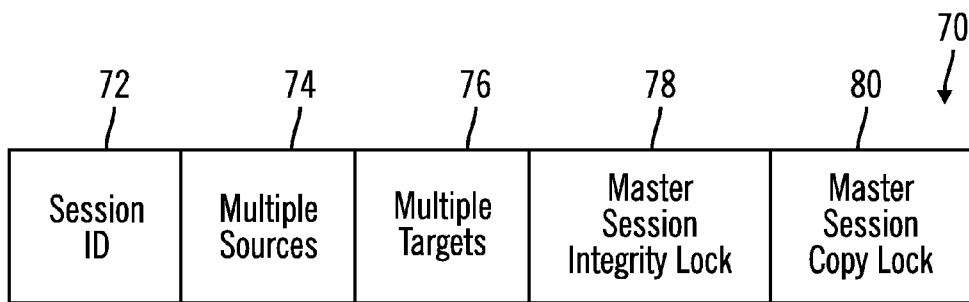 70
72 74 76 78 80
Session ID
Multiple Sources
Multiple Targets
Master Session Integrity Lock
Master Session Copy Lock